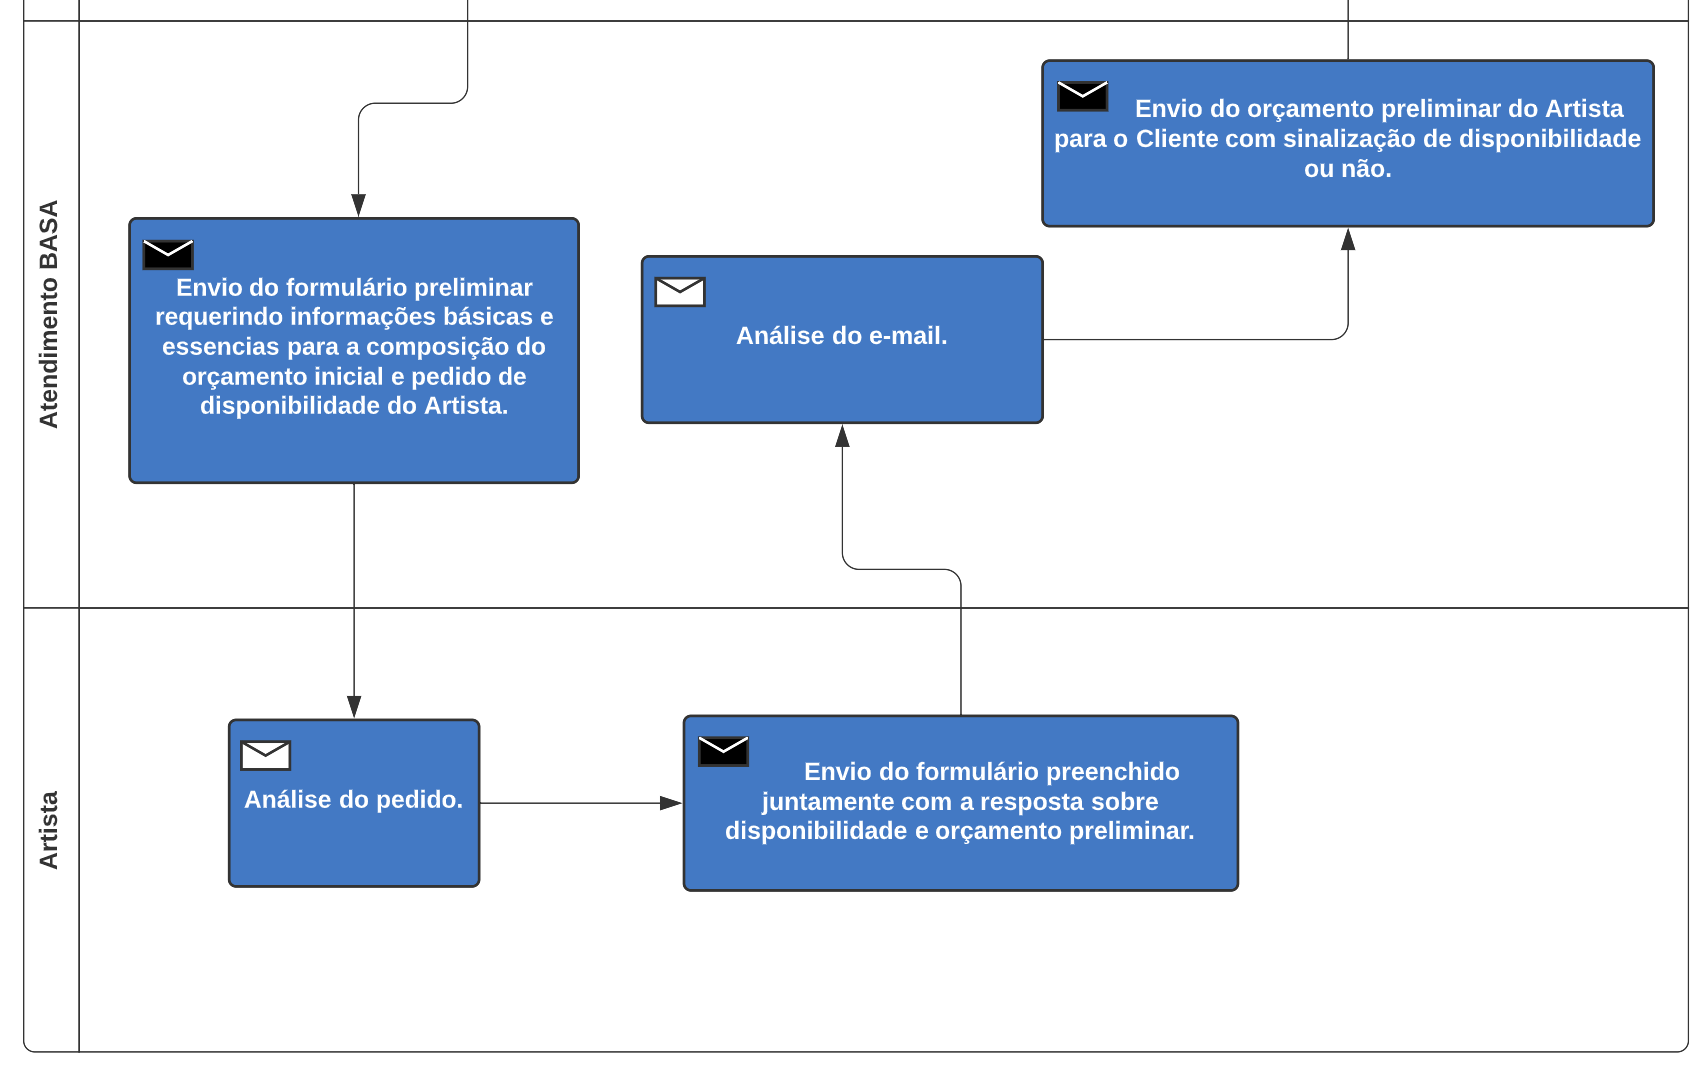 Atendimento BASA
Envio do formulário preliminar
requerindo informações básicas e
essencias para a composição do
orçamento inicial e pedido de
disponibilidade do Artista.
Análise do e-mail.
Envio do orçamento preliminar do Artista
para o Cliente com sinalização de disponibilidade
ou não.
Artista
Análise do pedido.
Envio do formulário preenchido
juntamente com a resposta sobre
disponibilidade e orçamento preliminar.